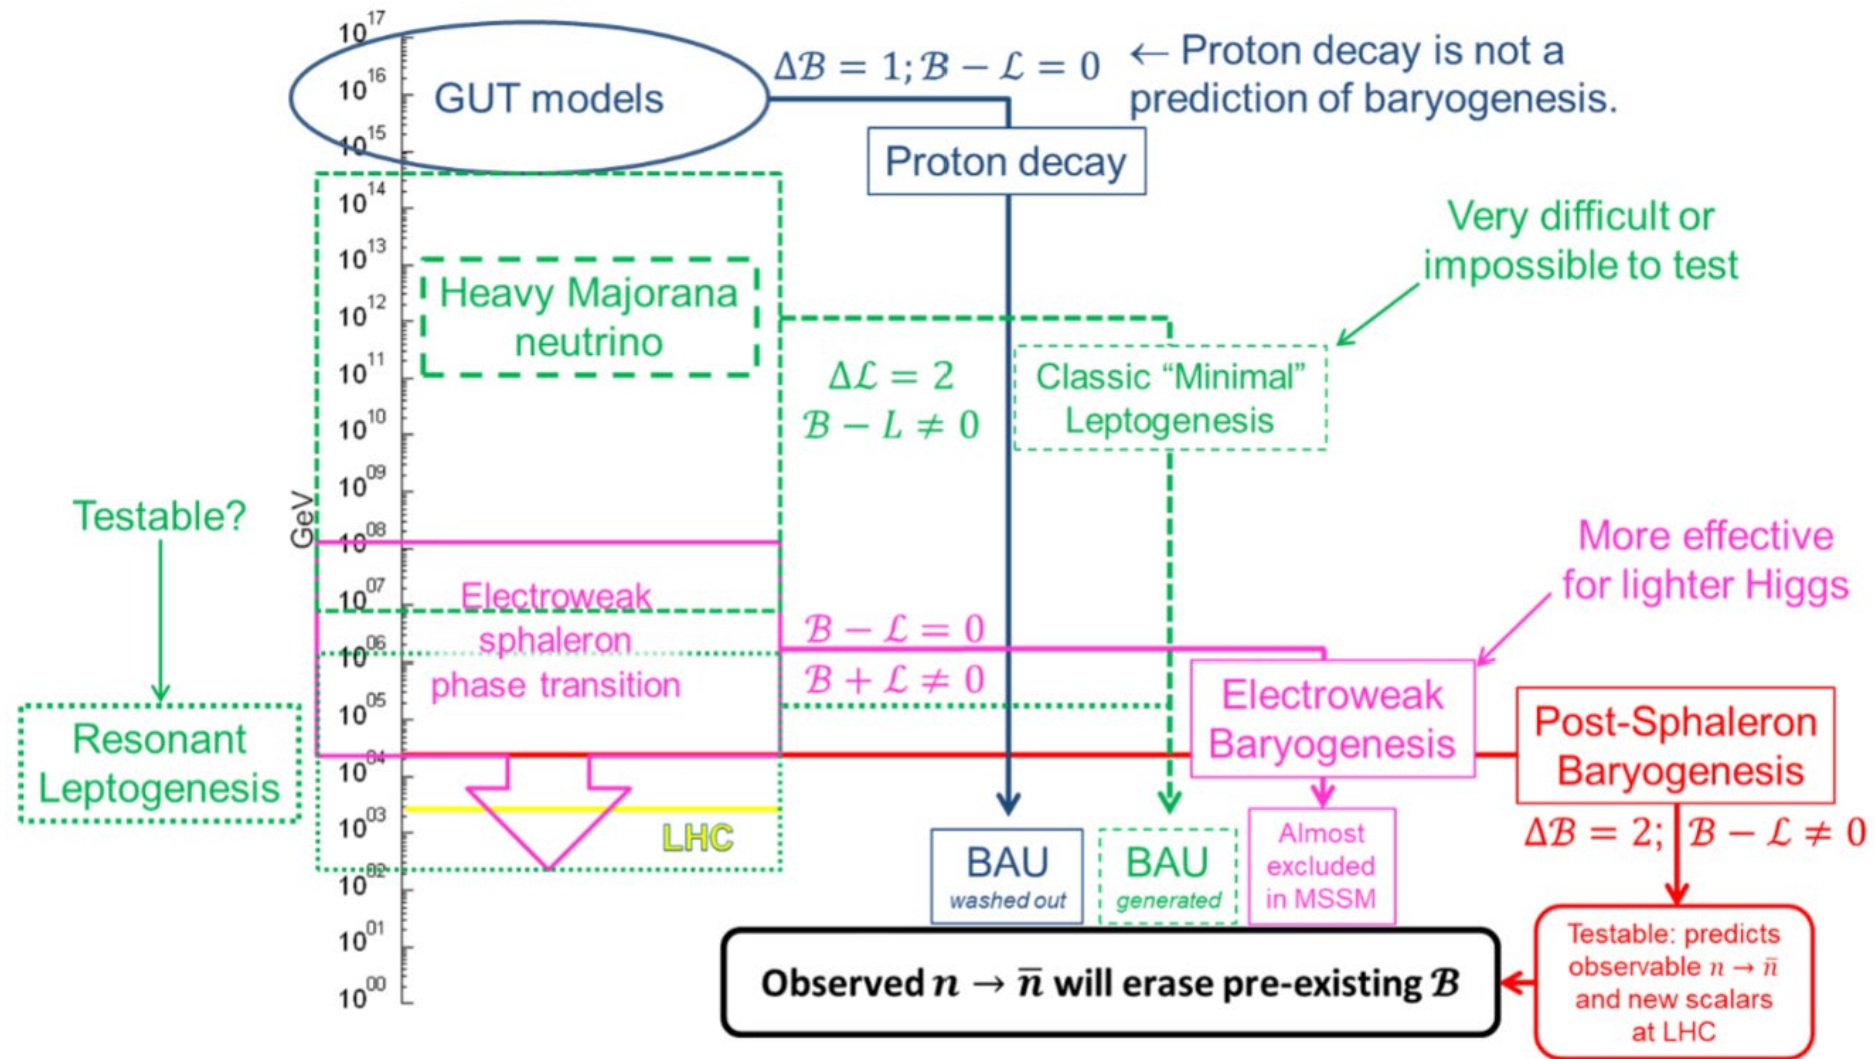 10^17
10^16
10^15
10^14
10^13
10^12
10^11
10^10
10^09
10^08
10^07
10^06
10^05
10^04
10^03
10^02
10^01
10^00
GeV
GUT models
Δℬ = 1; ℬ − ℒ = 0
← Proton decay is not a
prediction of baryogenesis.
Proton decay
Very difficult or
impossible to test
Heavy Majorana
neutrino
Δℒ = 2
ℬ − L ≠ 0
Classic “Minimal”
Leptogenesis
Testable?
Resonant
Leptogenesis
More effective
for lighter Higgs
Electroweak
sphaleron
phase transition
ℬ − ℒ = 0
ℬ + ℒ ≠ 0
Electroweak
Baryogenesis
Post-Sphaleron
Baryogenesis
Δℬ = 2; ℬ − ℒ ≠ 0
LHC
BAU
washed out
BAU
generated
Almost
excluded
in MSSM
Testable: predicts
observable n → n̄
and new scalars
at LHC
Observed n → n̄ will erase pre-existing ℬ